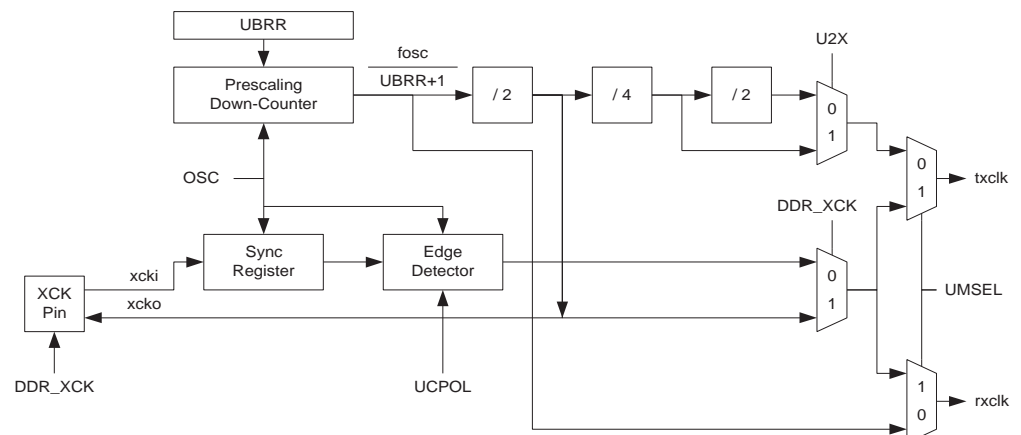 UBRR
fosc
UBRR+1
U2X
Prescaling
Down-Counter
/ 2
/ 4
/ 2
0
1
OSC
0
1
txclk
DDR_XCK
Sync
Register
Edge
Detector
0
1
UMSEL
xcki
xcko
XCK
Pin
DDR_XCK
UCPOL
1
0
rxclk